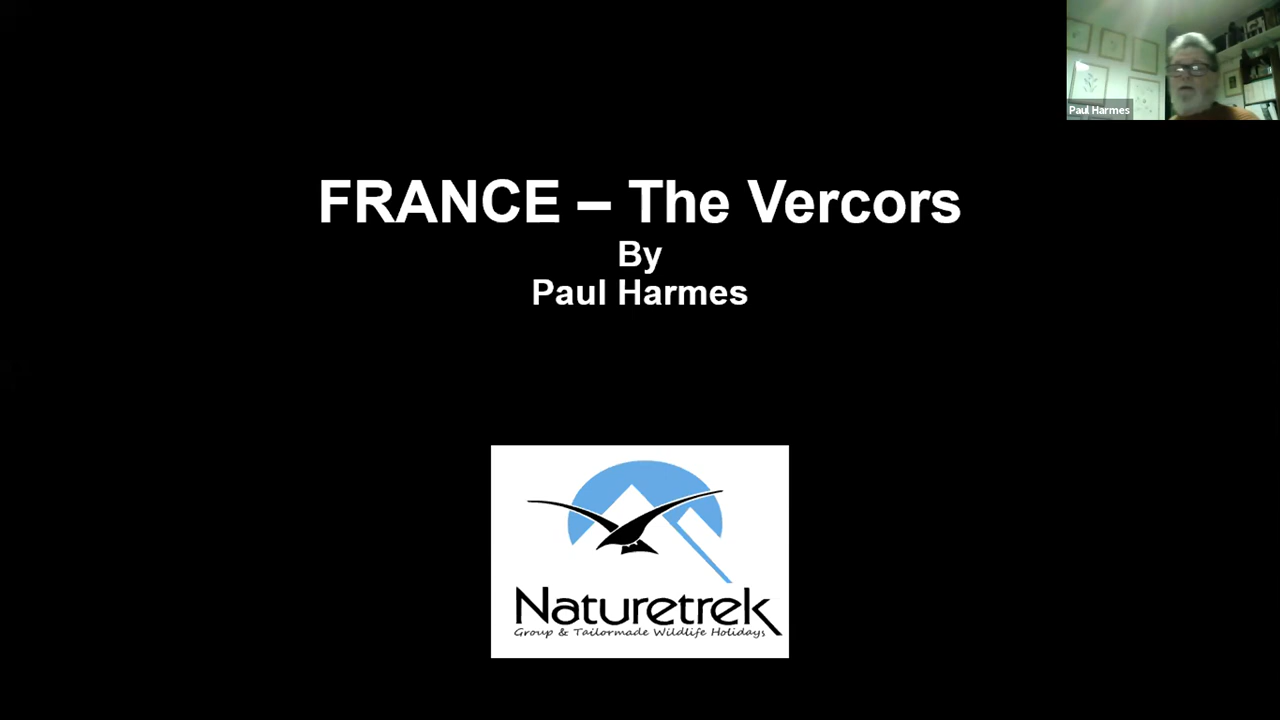 Paul Harmes
FRANCE – The Vercors
By
Paul Harmes
Naturetrek
Group & Tailormade Wildlife Holidays